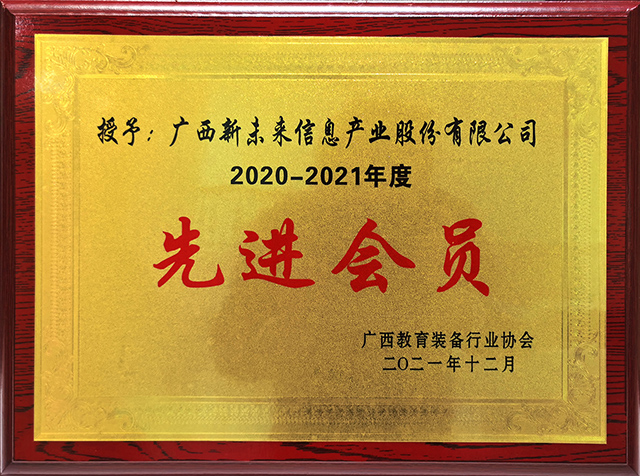 授予：广西新未来信息产业股份有限公司
2020-2021年度
先进会员
广西教育装备行业协会
二〇二一年十二月